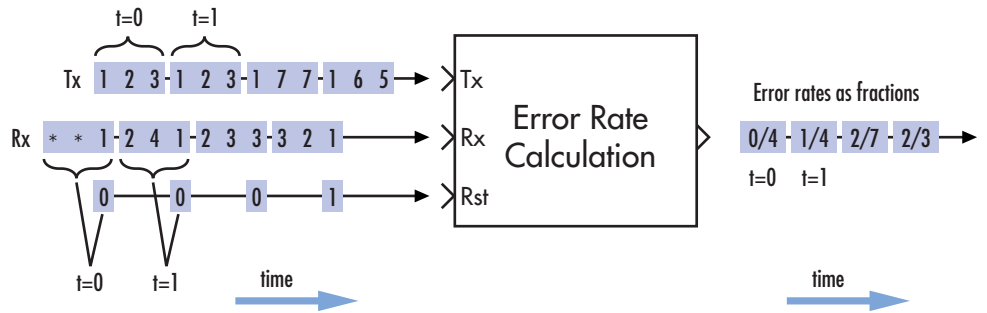 t=0 t=1
Tx 1 2 3 1 2 3 1 7 7 1 6 5 Tx
Error rates as fractions
Rx * * 1 2 4 1 2 3 3 3 2 1 Rx
Error Rate
Calculation
0/4 1/4 2/7 2/3
t=0 t=1
0 0 0 1 Rst
t=0 t=1
time
time